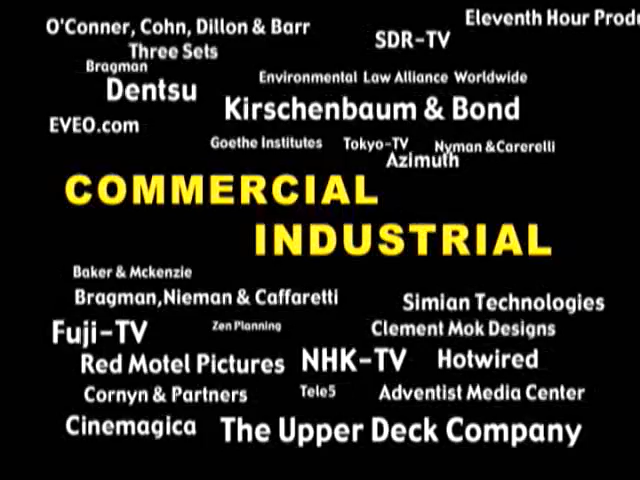 Eleventh Hour Prod
O'Conner, Cohn, Dillon & Barr
SDR-TV
Three Sets
Bragman
Environmental Law Alliance Worldwide
Dentsu
Kirschenbaum & Bond
EVEO.com
Goethe Institutes
Tokyo-TV
Nyman & Carerelli
Azimuth
COMMERCIAL
INDUSTRIAL
Baker & Mckenzie
Bragman,Nieman & Caffaretti
Simian Technologies
Fuji-TV
Zen Planning
Clement Mok Designs
Red Motel Pictures
NHK-TV
Hotwired
Cornyn & Partners
Tele5
Adventist Media Center
Cinemagica
The Upper Deck Company